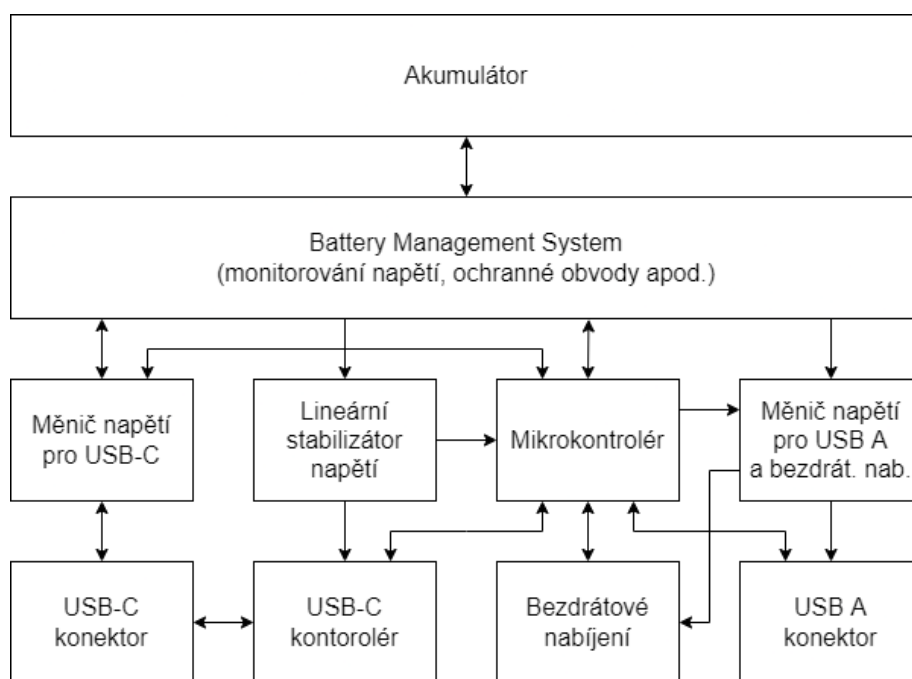 Akumulátor
Battery Management System
(monitorování napětí, ochranné obvody apod.)
Měnič napětí
pro USB-C
Lineární
stabilizátor
napětí
Mikrokontrolér
Měnič napětí
pro USB A
a bezdrát. nab.
USB-C
konektor
USB-C
kontorolér
Bezdrátové
nabíjení
USB A
konektor